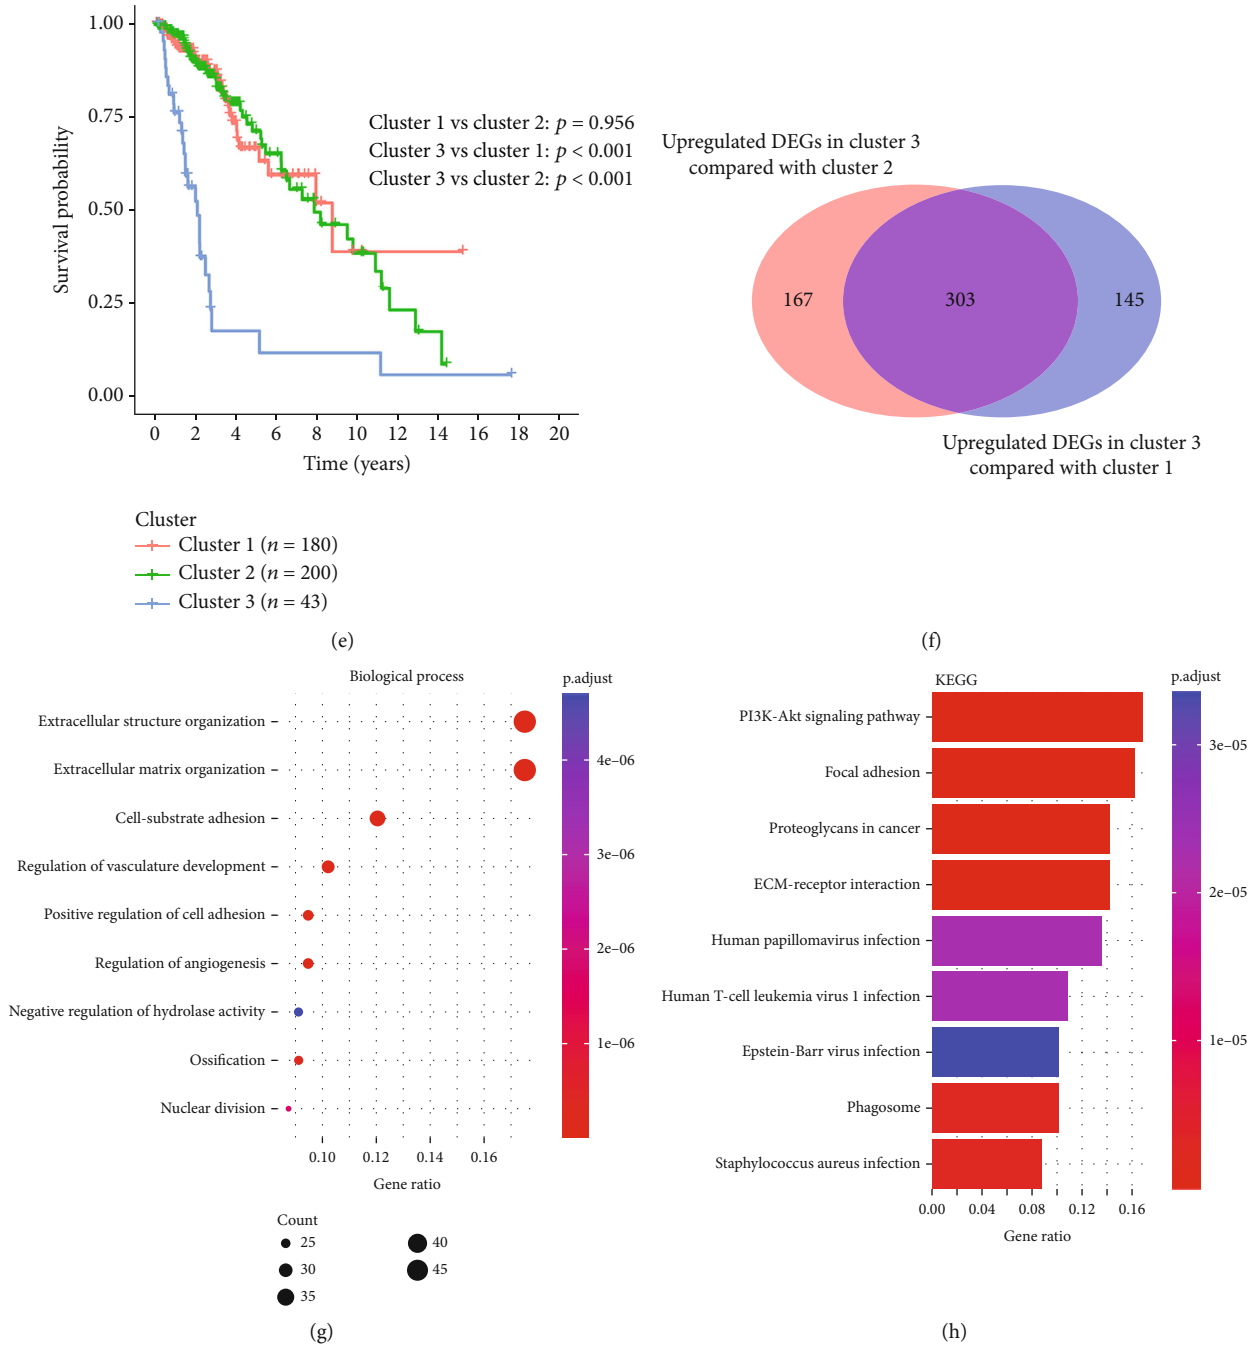 1.00
0.75
0.50
0.25
0.00
Survival probability
Cluster 1 vs cluster 2: p = 0.956
Cluster 3 vs cluster 1: p < 0.001
Cluster 3 vs cluster 2: p < 0.001
0 2 4 6 8 10 12 14 16 18 20
Time (years)
Cluster
Cluster 1 (n = 180)
Cluster 2 (n = 200)
Cluster 3 (n = 43)
(e)
Upregulated DEGs in cluster 3
compared with cluster 2
167 303 145
Upregulated DEGs in cluster 3
compared with cluster 1
(f)
Biological process
Extracellular structure organization
Extracellular matrix organization
Cell-substrate adhesion
Regulation of vasculature development
Positive regulation of cell adhesion
Regulation of angiogenesis
Negative regulation of hydrolase activity
Ossification
Nuclear division
0.10 0.12 0.14 0.16
Gene ratio
p.adjust
4e–06
3e–06
2e–06
1e–06
Count
25 40
30 45
35
(g)
KEGG
PI3K-Akt signaling pathway
Focal adhesion
Proteoglycans in cancer
ECM-receptor interaction
Human papillomavirus infection
Human T-cell leukemia virus 1 infection
Epstein-Barr virus infection
Phagosome
Staphylococcus aureus infection
0.00 0.04 0.08 0.12 0.16
Gene ratio
p.adjust
3e–05
2e–05
1e–05
(h)